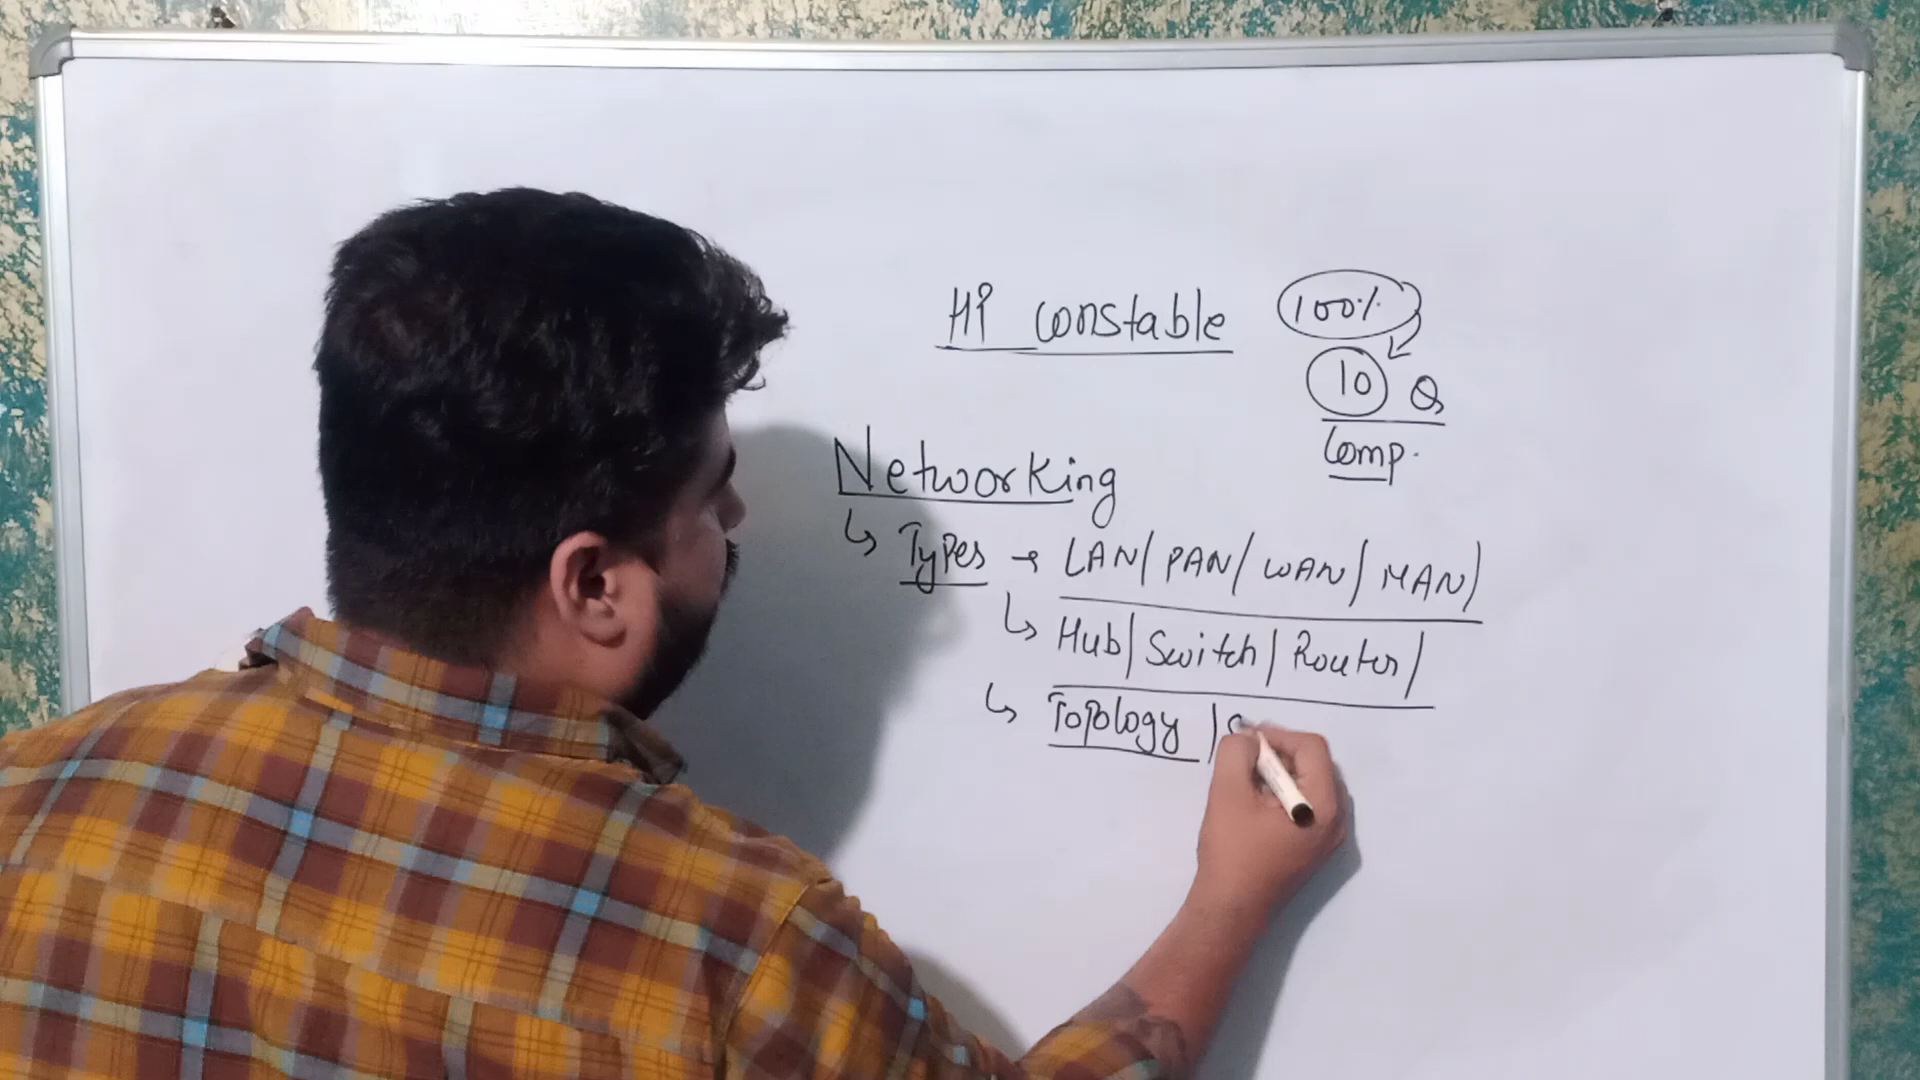 HP constable 100%
10 Q
Comp.
Networking
↳ Types → LAN/ PAN/ WAN/ MAN/
↳ Hub/ Switch/ Router/
↳ Topology /